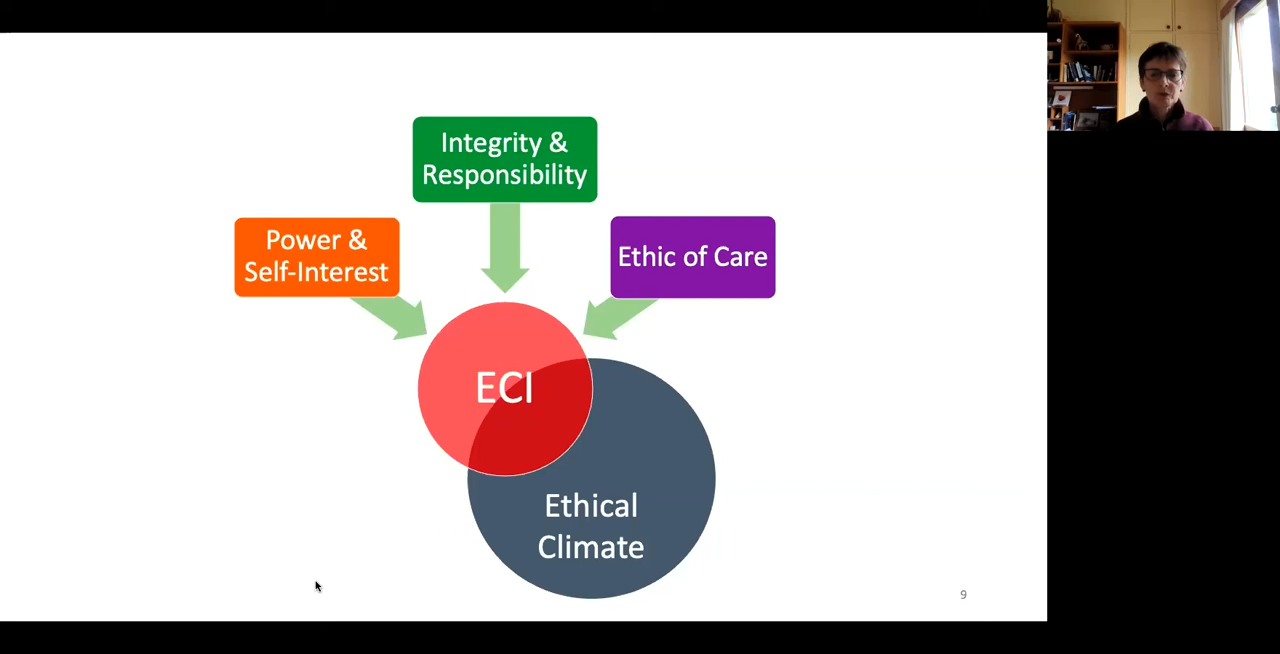 Integrity &
Responsibility
Power &
Self-Interest
Ethic of Care
ECI
Ethical
Climate
9